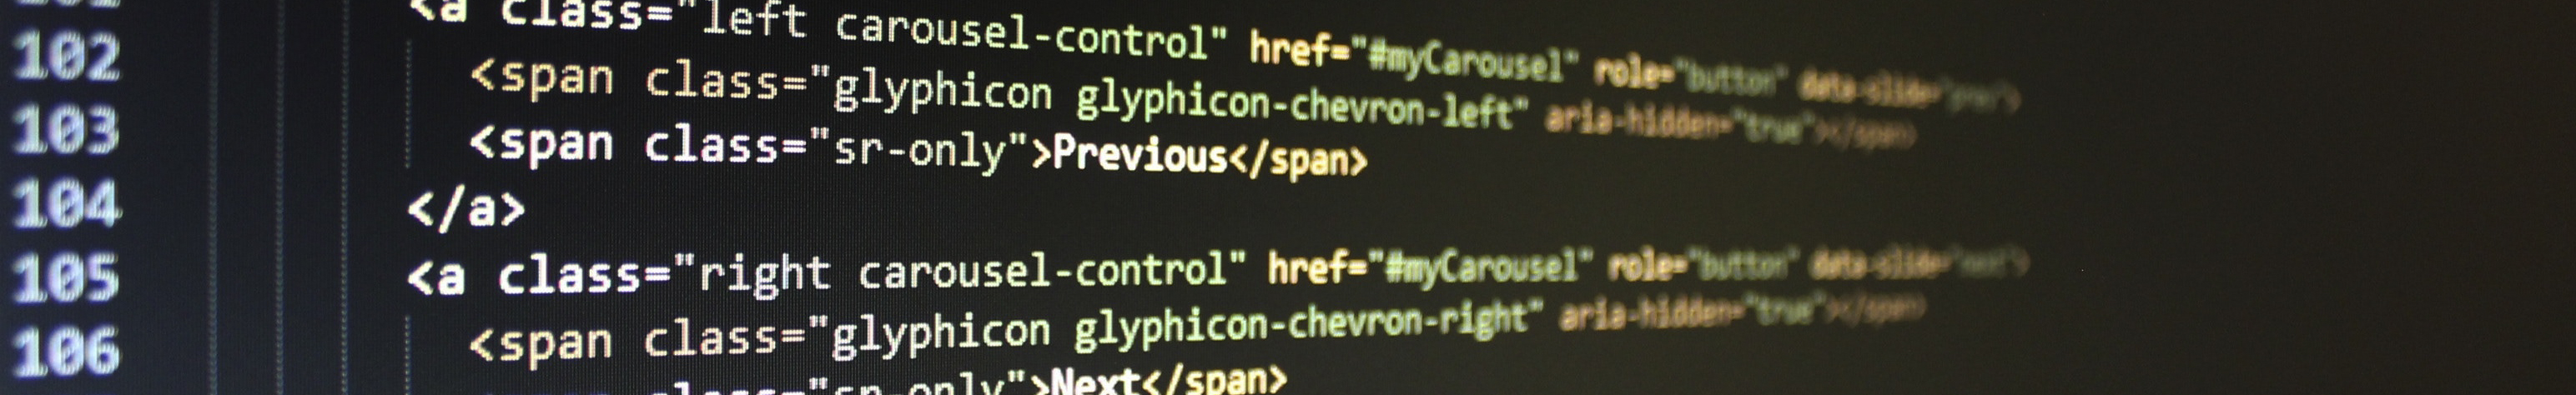 <a class="left carousel-control" href="#myCarousel" role="button" data-slide="prev">
102 <span class="glyphicon glyphicon-chevron-left" aria-hidden="true"></span>
103 <span class="sr-only">Previous</span>
104 </a>
105 <a class="right carousel-control" href="#myCarousel" role="button" data-slide="next">
106 <span class="glyphicon glyphicon-chevron-right" aria-hidden="true"></span>
class="sr-only">Next</span>